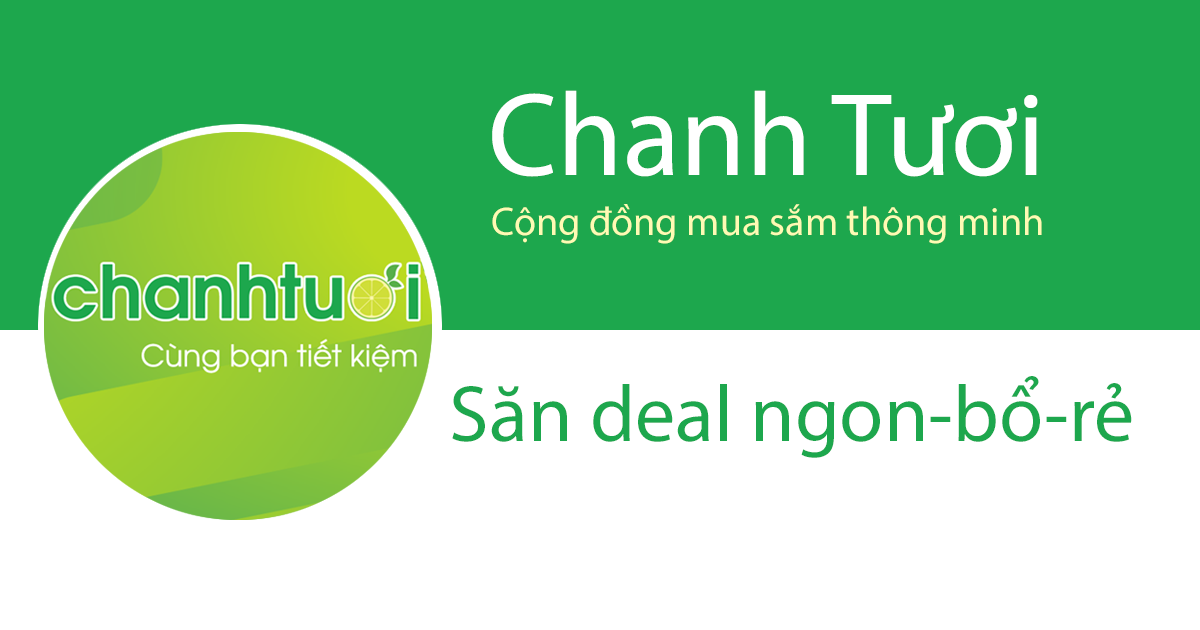 Chanh Tươi
Cộng đồng mua sắm thông minh
chanhtươi
Cùng bạn tiết kiệm
Săn deal ngon-bổ-rẻ